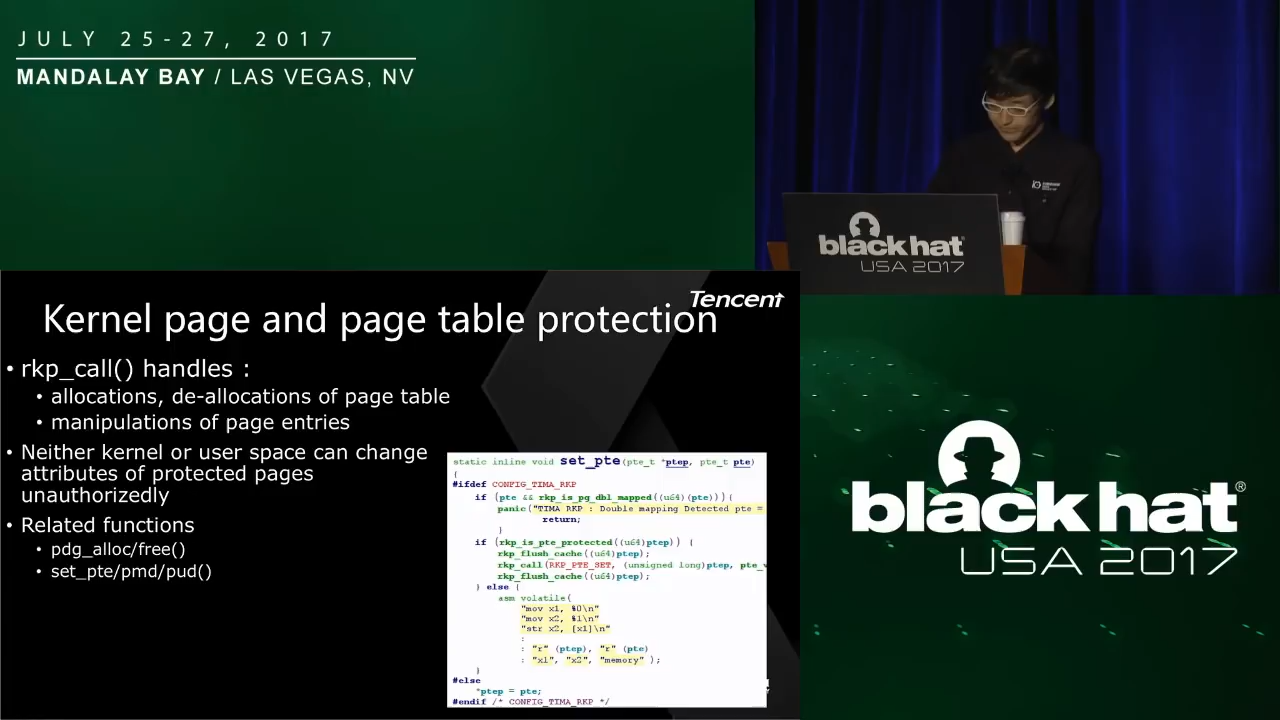 JULY 25-27, 2017
MANDALAY BAY / LAS VEGAS, NV
black hat
USA 2017
Tencent
Kernel page and page table protection
• rkp_call() handles :
• allocations, de-allocations of page table
• manipulations of page entries
• Neither kernel or user space can change
attributes of protected pages
unauthorizedly
• Related functions
• pdg_alloc/free()
• set_pte/pmd/pud()
static inline void set_pte(pte_t *ptep, pte_t pte)
{
#ifdef CONFIG_TIMA_RKP
if (pte && rkp_is_pg_dbl_mapped((u64)(pte))){
panic("TIMA RKP : Double mapping Detected pte =
return;
}
if (rkp_is_pte_protected((u64)ptep)) {
rkp_flush_cache((u64)ptep);
rkp_call(RKP_PTE_SET, (unsigned long)ptep, pte_v
rkp_flush_cache((u64)ptep);
} else {
asm volatile(
"mov x1, %0\n"
"mov x2, %1\n"
"str x2, [x1]\n"
:
: "r" (ptep), "r" (pte)
: "x1", "x2", "memory" );
}
#else
*ptep = pte;
#endif /* CONFIG_TIMA_RKP */
black hat®
USA 2017